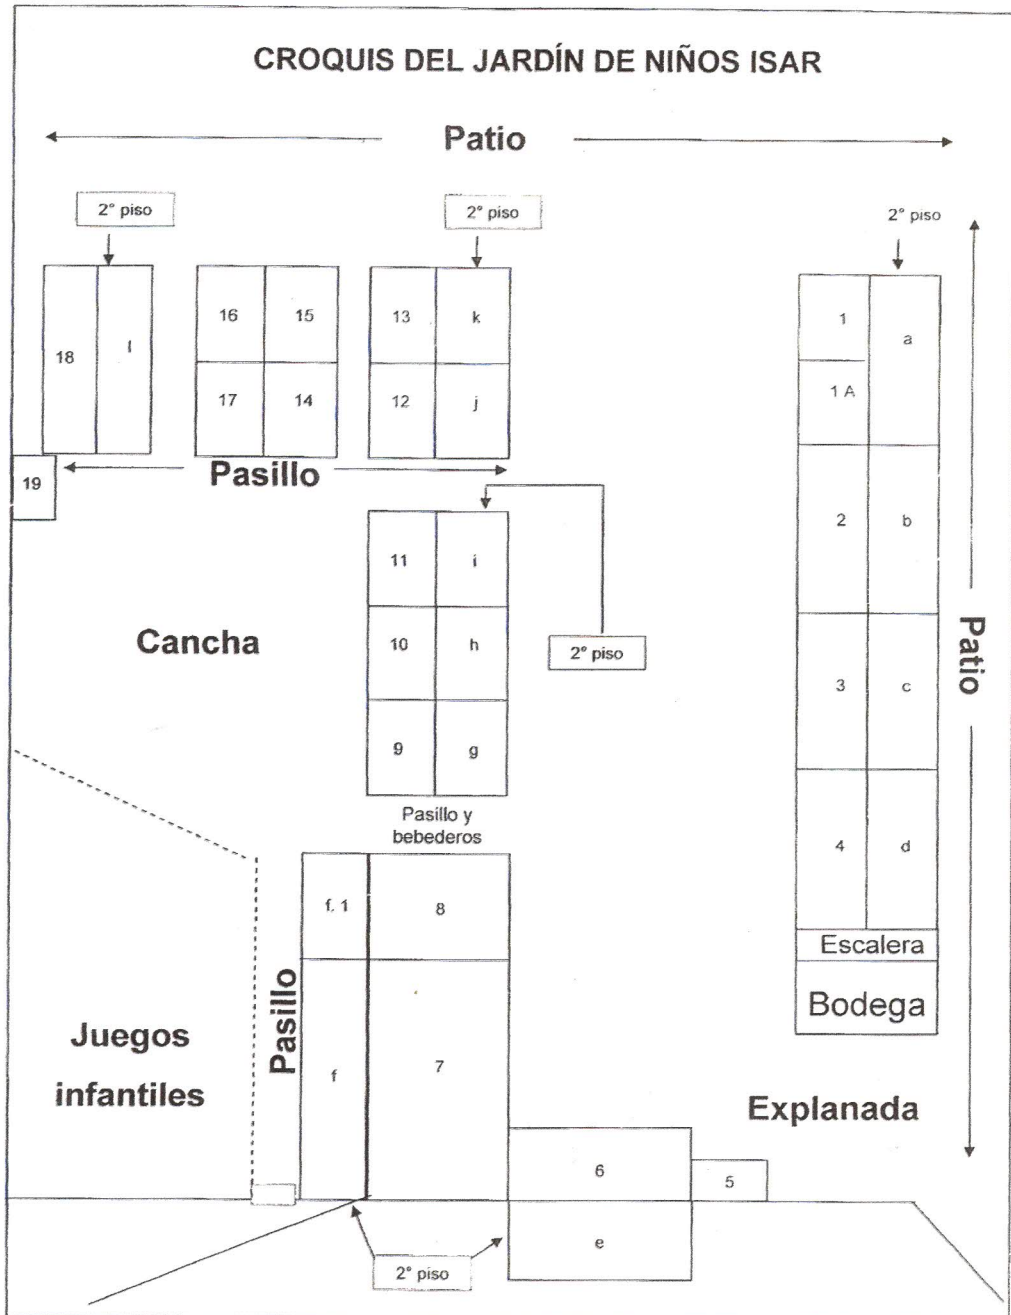 CROQUIS DEL JARDÍN DE NIÑOS ISAR
Patio
2° piso
2° piso
2° piso
18
l
16
15
17
14
13
k
12
j
1
a
1 A
19
Pasillo
2
b
11
i
10
h
9
g
Cancha
2° piso
3
c
Patio
Pasillo y
bebederos
4
d
Escalera
Bodega
f. 1
8
Pasillo
f
7
Juegos
infantiles
Explanada
6
5
e
2° piso